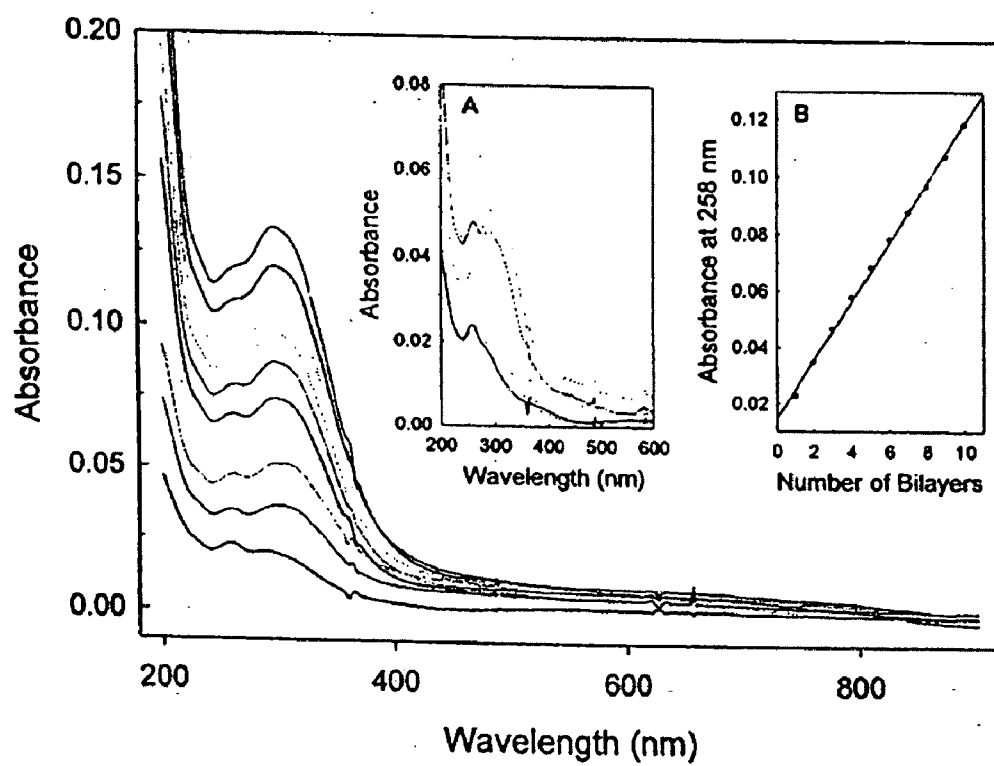 0.20
0.15
0.10
0.05
0.00
Absorbance
200
400
600
800
Wavelength (nm)
A
0.08
0.06
0.04
0.02
0.00
Absorbance
200 300 400 500 600
Wavelength (nm)
B
0.12
0.10
0.08
0.06
0.04
0.02
Absorbance at 258 nm
0 2 4 6 8 10
Number of Bilayers